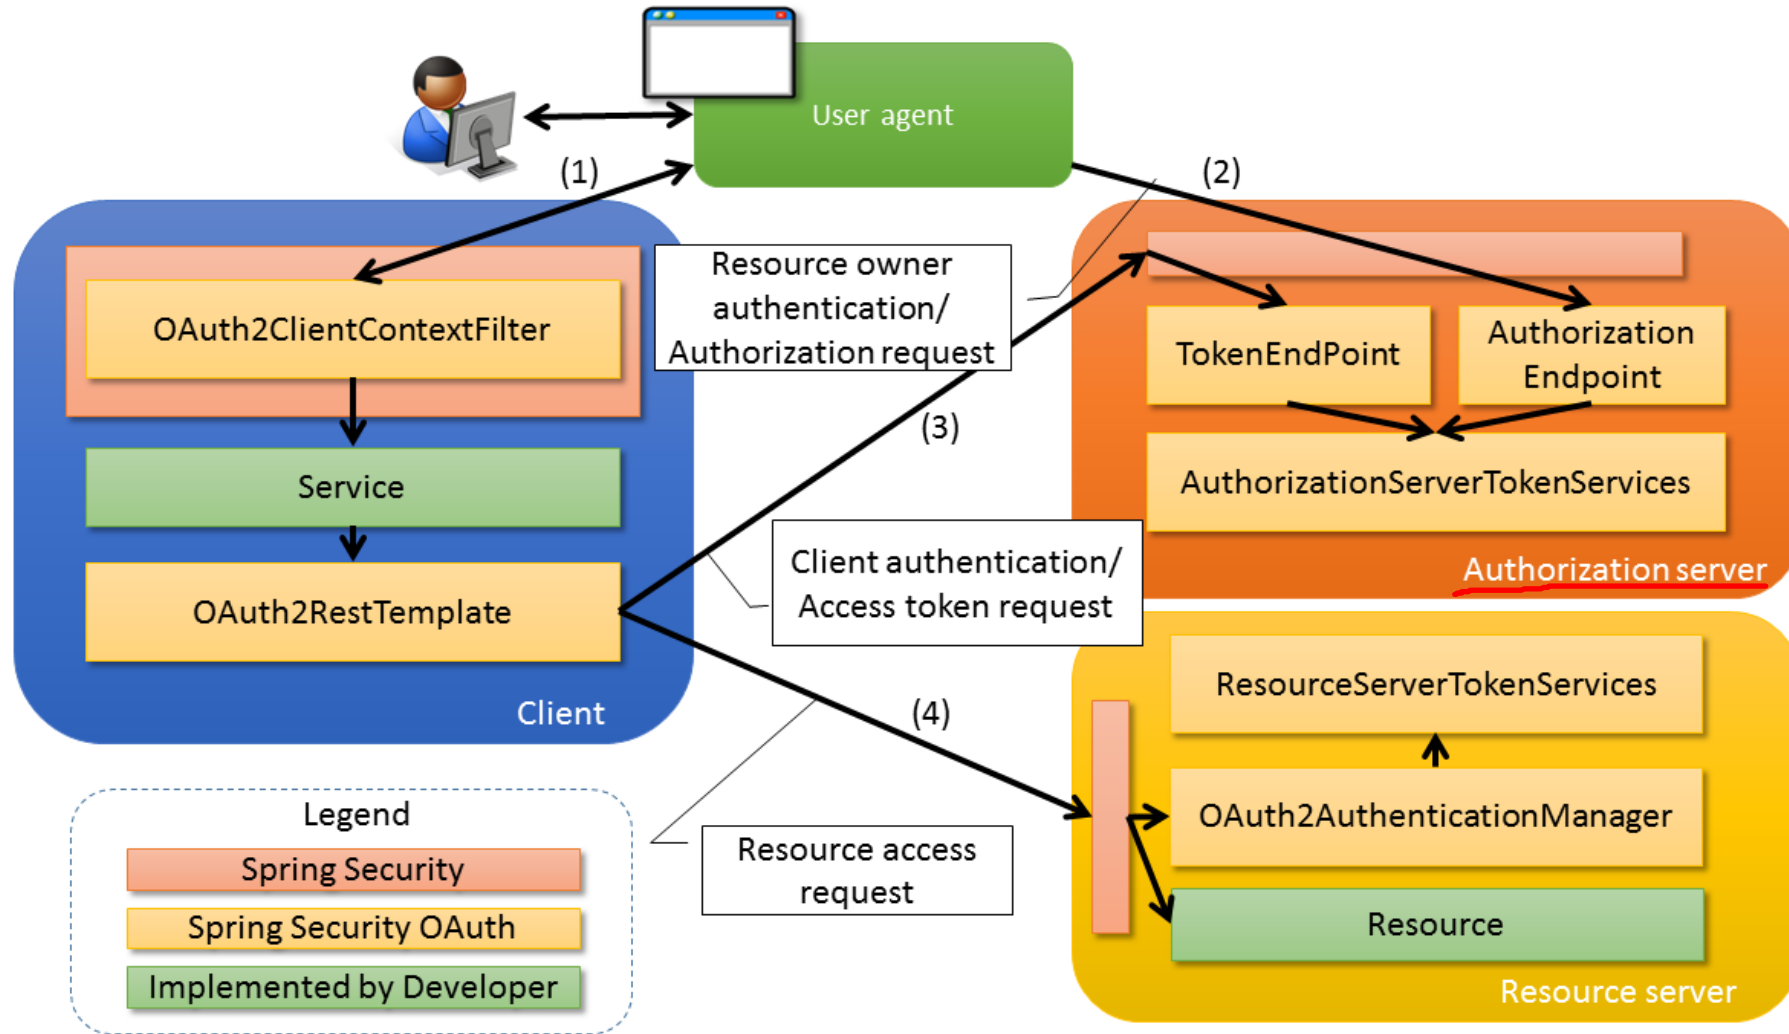 User agent
(1)
(2)
Resource owner
authentication/
Authorization request
OAuth2ClientContextFilter
Service
OAuth2RestTemplate
Client
(3)
Client authentication/
Access token request
TokenEndPoint
Authorization
Endpoint
AuthorizationServerTokenServices
Authorization server
(4)
Resource access
request
ResourceServerTokenServices
OAuth2AuthenticationManager
Resource
Resource server
Legend
Spring Security
Spring Security OAuth
Implemented by Developer